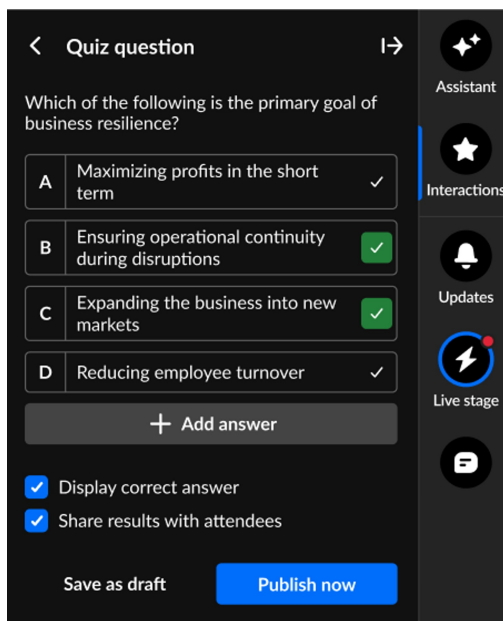 Quiz question
Which of the following is the primary goal of
business resilience?
A
Maximizing profits in the short
term
B
Ensuring operational continuity
during disruptions
C
Expanding the business into new
markets
D
Reducing employee turnover
Add answer
Display correct answer
Share results with attendees
Save as draft
Publish now
Assistant
Interactions
Updates
Live stage